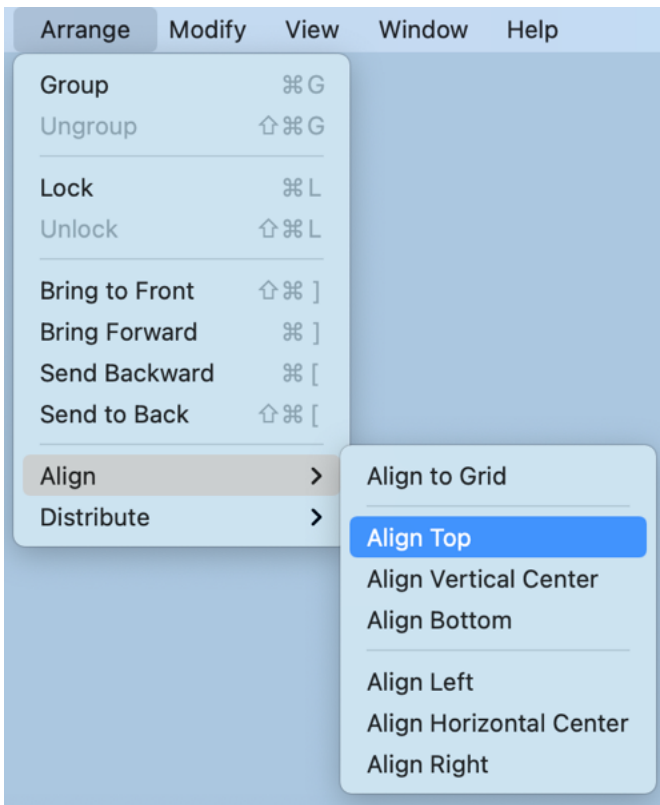 Arrange Modify View Window Help
Group ⌘G
Ungroup ⇧⌘G
Lock ⌘L
Unlock ⇧⌘L
Bring to Front ⇧⌘]
Bring Forward ⌘]
Send Backward ⌘[
Send to Back ⇧⌘[
Align
Distribute
Align to Grid
Align Top
Align Vertical Center
Align Bottom
Align Left
Align Horizontal Center
Align Right